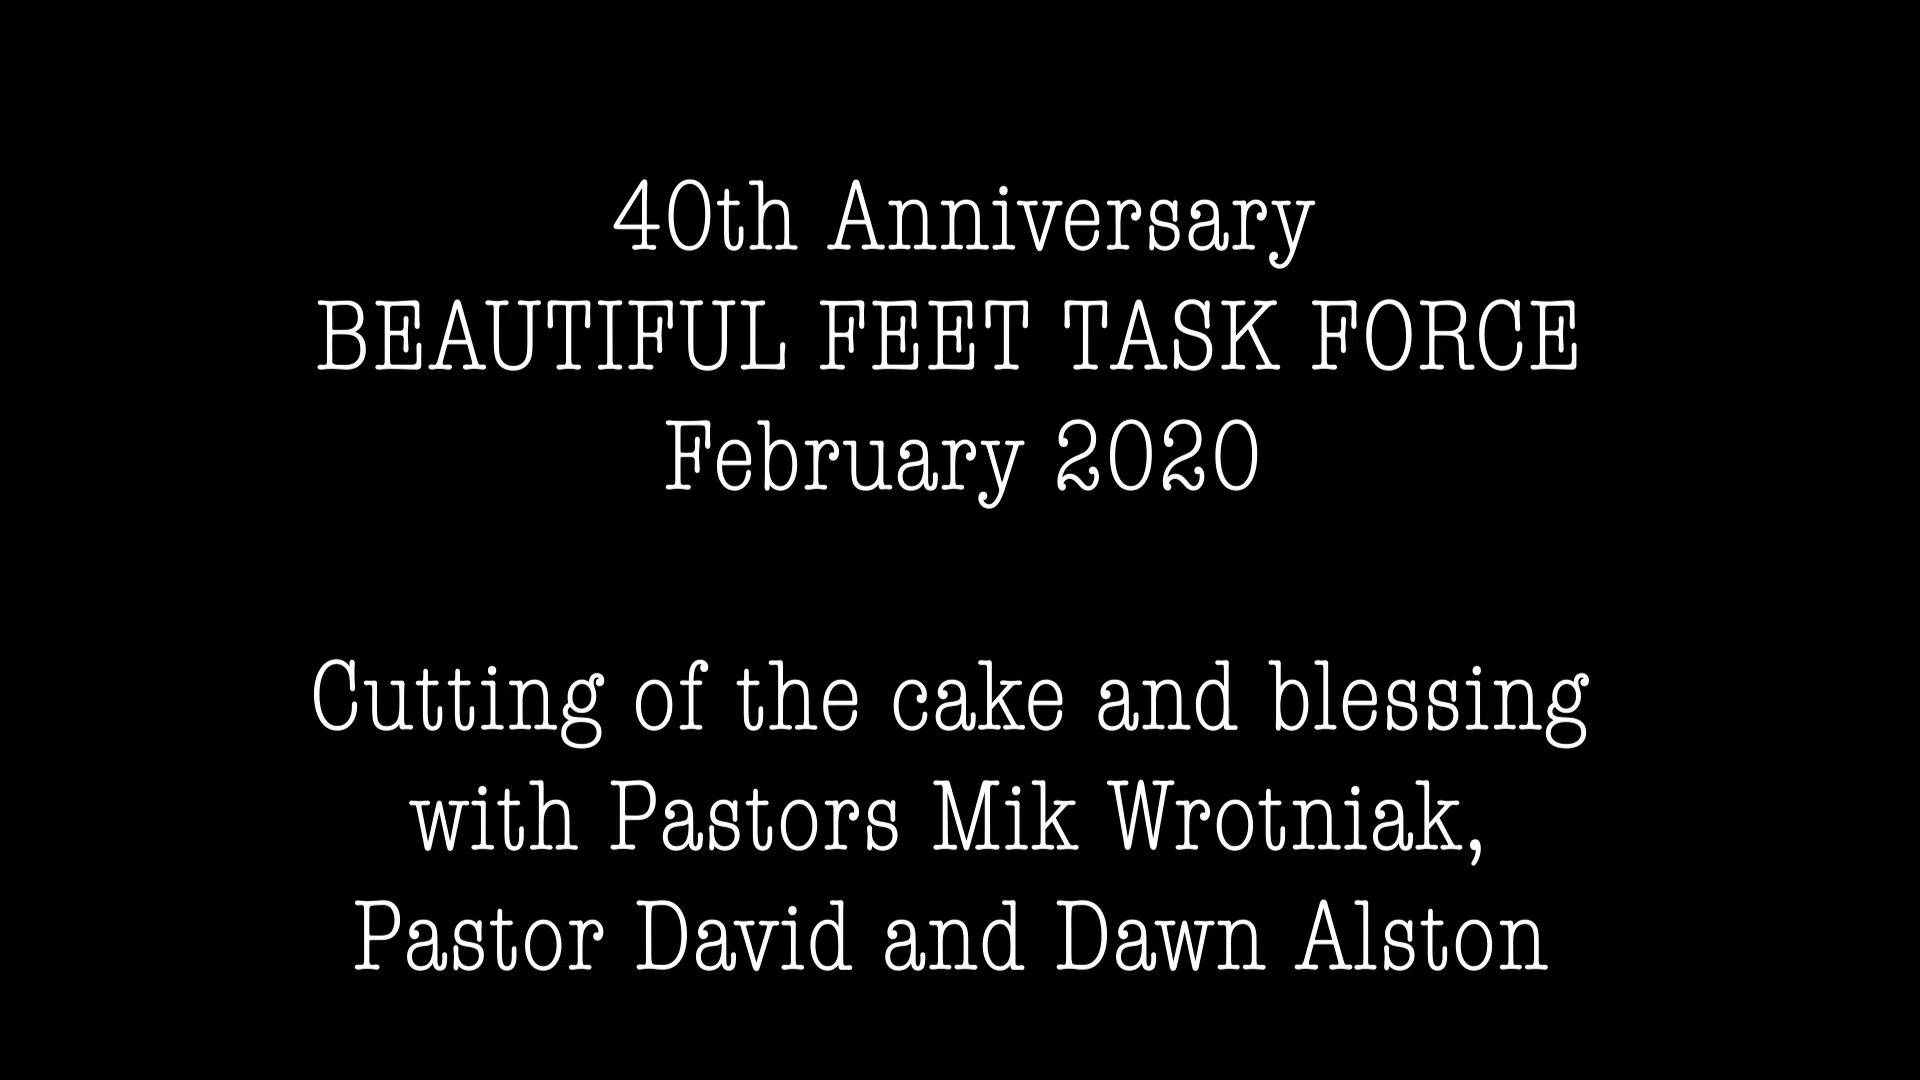 40th Anniversary
BEAUTIFUL FEET TASK FORCE
February 2020
Cutting of the cake and blessing
with Pastors Mik Wrotniak,
Pastor David and Dawn Alston